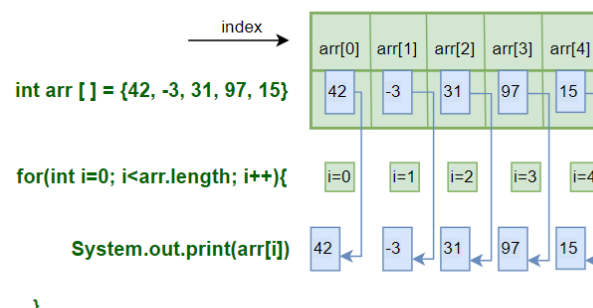 index
arr[0] arr[1] arr[2] arr[3] arr[4]
int arr [ ] = {42, -3, 31, 97, 15} 42 -3 31 97 15
for(int i=0; i<arr.length; i++){ i=0 i=1 i=2 i=3 i=4
System.out.print(arr[i]) 42 -3 31 97 15
}